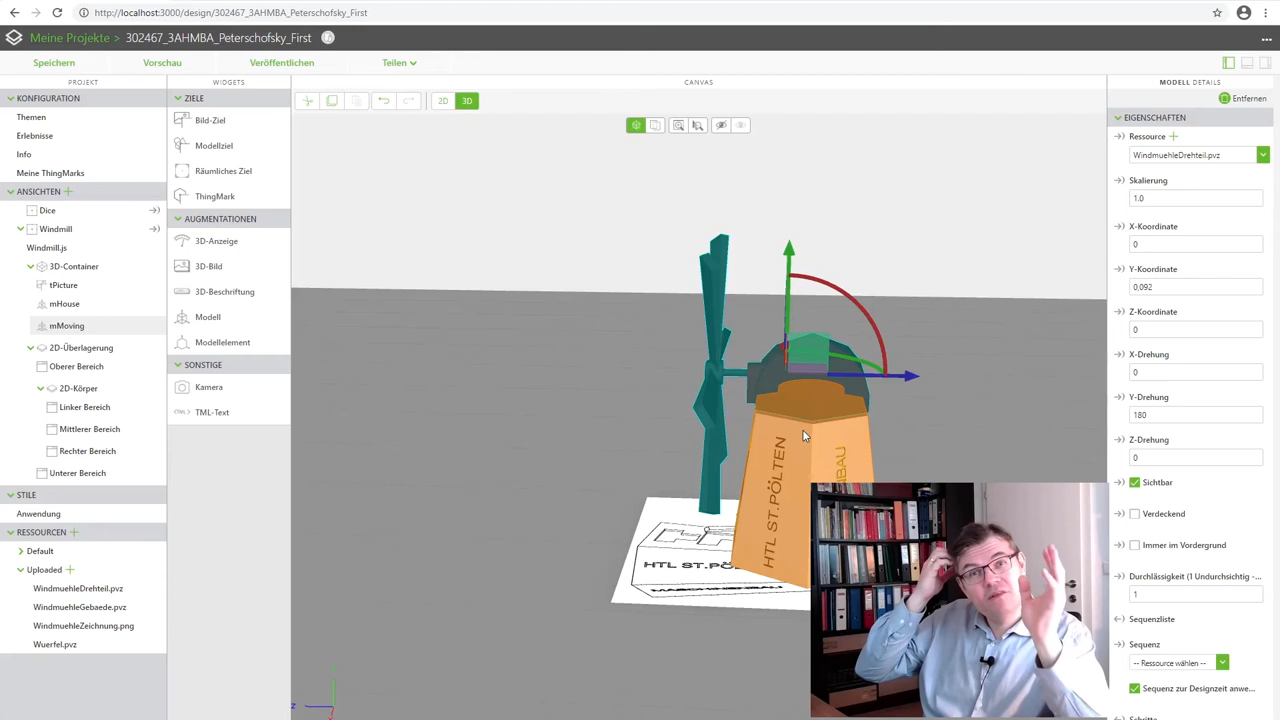 http://localhost:3000/design/302467_3AHMBA_Peterschofsky_First
Meine Projekte > 302467_3AHMBA_Peterschofsky_First
Speichern
Vorschau
Veröffentlichen
Teilen
PROJEKT
WIDGETS
CANVAS
MODELL DETAILS
KONFIGURATION
Themen
Erlebnisse
Info
Meine ThingMarks
ANSICHTEN
Dice
Windmill
Windmill.js
3D-Container
tPicture
mHouse
mMoving
2D-Überlagerung
Oberer Bereich
2D-Körper
Linker Bereich
Mittlerer Bereich
Rechter Bereich
Unterer Bereich
STILE
Anwendung
RESSOURCEN
Default
Uploaded
WindmuehleDrehteil.pvz
WindmuehleGebaede.pvz
WindmuehleZeichnung.png
Wuerfel.pvz
ZIELE
Bild-Ziel
Modellziel
Räumliches Ziel
ThingMark
AUGMENTATIONEN
3D-Anzeige
3D-Bild
3D-Beschriftung
Modell
Modellelement
SONSTIGE
Kamera
TML-Text
2D
3D
HTL ST.PÖLTEN
NBAU
HTL ST.PÖ
z
Entfernen
EIGENSCHAFTEN
Ressource
WindmuehleDrehteil.pvz
Skalierung
1.0
X-Koordinate
0
Y-Koordinate
0,092
Z-Koordinate
0
X-Drehung
0
Y-Drehung
180
Z-Drehung
0
Sichtbar
Verdeckend
Immer im Vordergrund
Durchlässigkeit (1 Undurchsichtig -...
1
Sequenzliste
Sequenz
-- Ressource wählen --
Sequenz zur Designzeit anwe...
Schritte